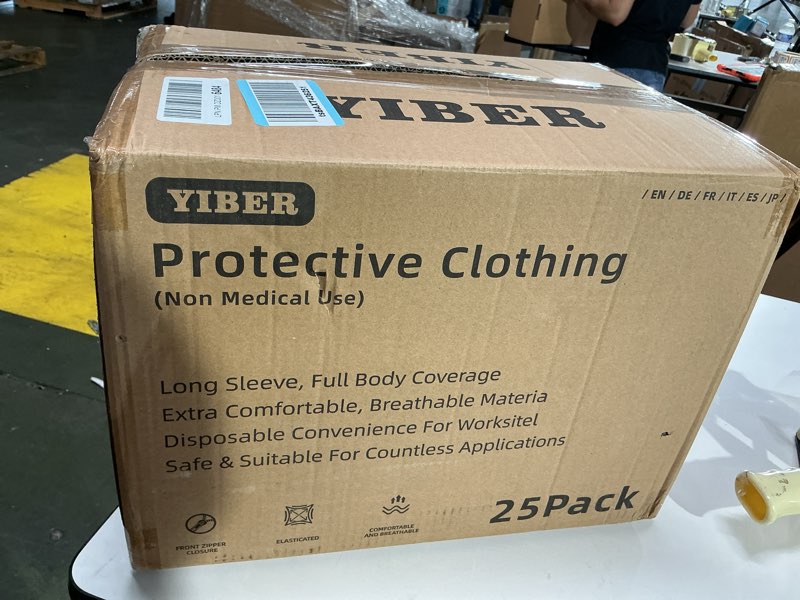 YIBER
YIBER
YIBER
/ EN / DE / FR / IT / ES / JP /
Protective Clothing
(Non Medical Use)
Long Sleeve, Full Body Coverage
Extra Comfortable, Breathable Materia
Disposable Convenience For Worksitel
Safe & Suitable For Countless Applications
FRONT ZIPPER
CLOSURE
ELASTICATED
COMFORTABLE
AND BREATHABLE
25Pack